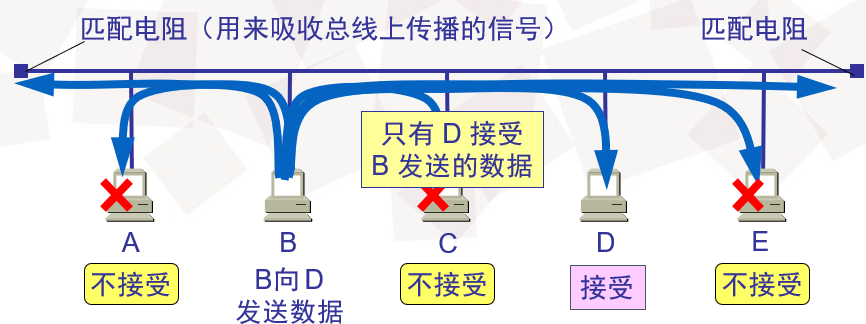 匹配电阻（用来吸收总线上传播的信号）
匹配电阻
只有 D 接受
B 发送的数据
A
B
C
D
E
不接受
B向 D
发送数据
不接受
接受
不接受